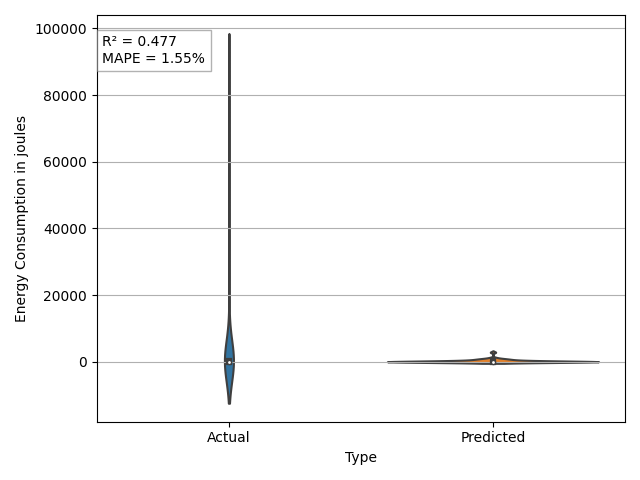 100000
80000
60000
40000
20000
0
Energy Consumption in joules
R² = 0.477
MAPE = 1.55%
Actual
Predicted
Type